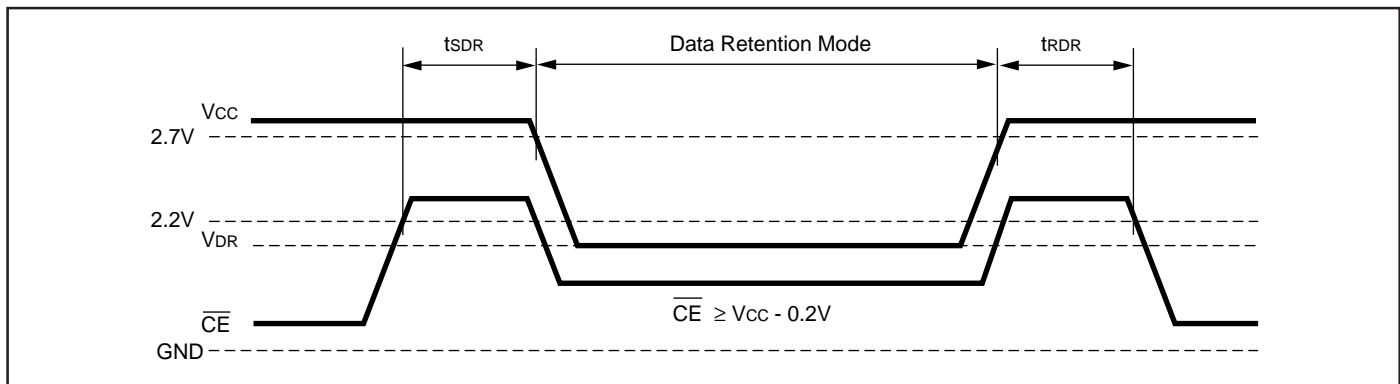 tSDR Data Retention Mode tRDR
VCC
2.7V
2.2V
VDR
CE ≥ VCC - 0.2V
CE
GND